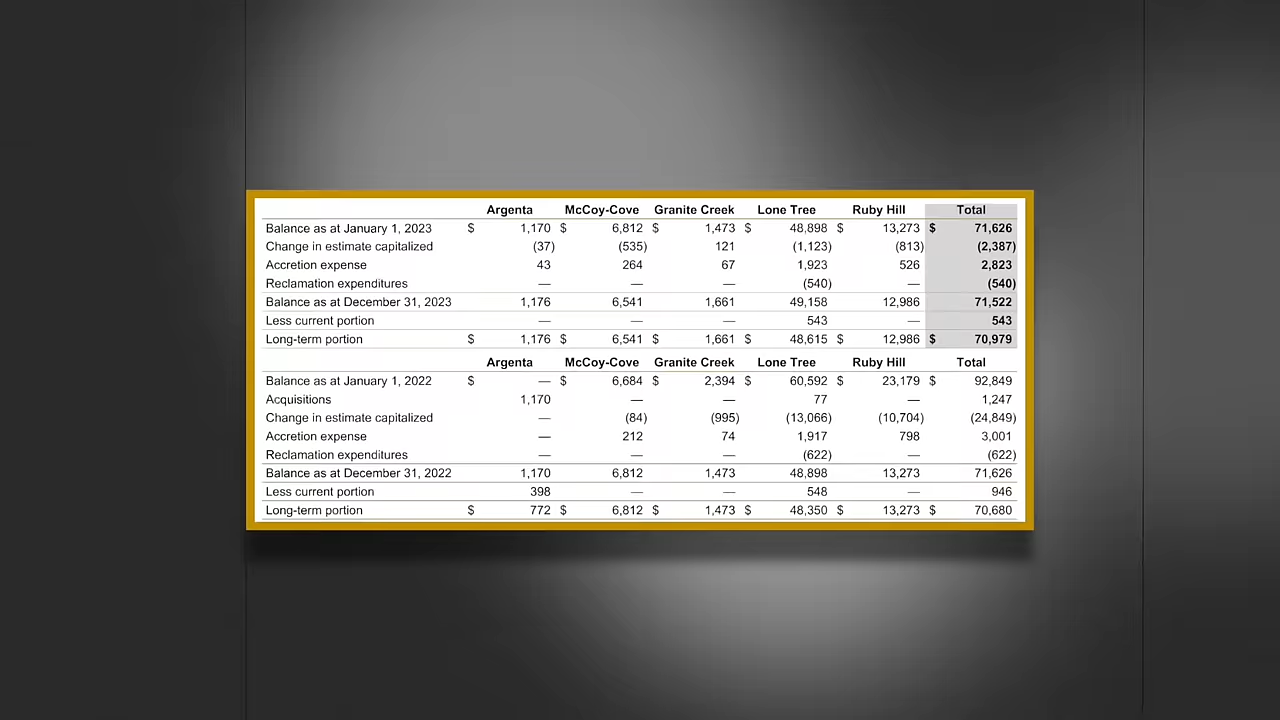 Argenta McCoy-Cove Granite Creek Lone Tree Ruby Hill Total
Balance as at January 1, 2023 $ 1,170 $ 6,812 $ 1,473 $ 48,898 $ 13,273 $ 71,626
Change in estimate capitalized (37) (535) 121 (1,123) (813) (2,387)
Accretion expense 43 264 67 1,923 526 2,823
Reclamation expenditures — — — (540) — (540)
Balance as at December 31, 2023 1,176 6,541 1,661 49,158 12,986 71,522
Less current portion — — — 543 — 543
Long-term portion $ 1,176 $ 6,541 $ 1,661 $ 48,615 $ 12,986 $ 70,979
Argenta McCoy-Cove Granite Creek Lone Tree Ruby Hill Total
Balance as at January 1, 2022 $ — $ 6,684 $ 2,394 $ 60,592 $ 23,179 $ 92,849
Acquisitions 1,170 — — 77 — 1,247
Change in estimate capitalized — (84) (995) (13,066) (10,704) (24,849)
Accretion expense — 212 74 1,917 798 3,001
Reclamation expenditures — — — (622) — (622)
Balance as at December 31, 2022 1,170 6,812 1,473 48,898 13,273 71,626
Less current portion 398 — — 548 — 946
Long-term portion $ 772 $ 6,812 $ 1,473 $ 48,350 $ 13,273 $ 70,680